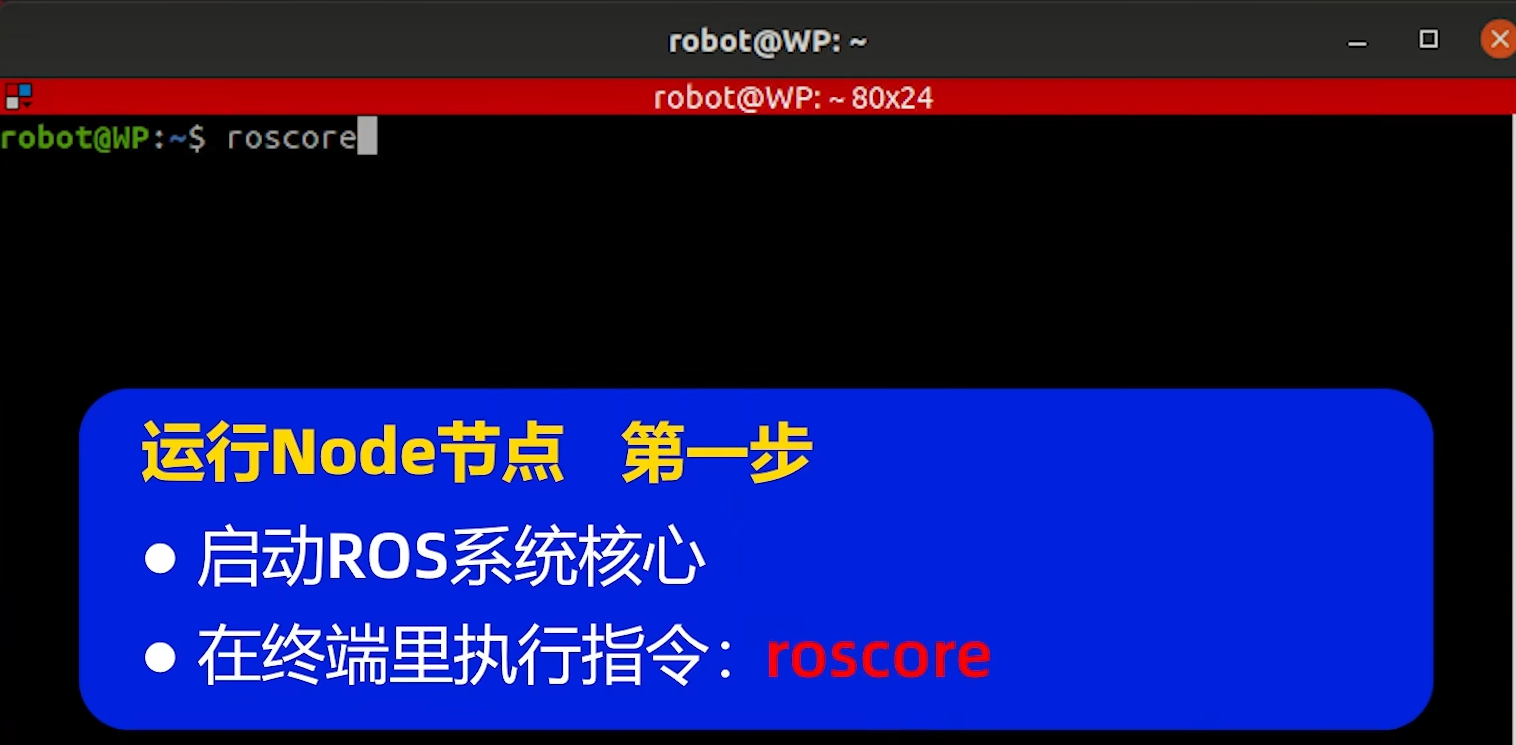 robot@WP: ~
robot@WP: ~ 80x24
robot@WP:~$ roscore
运行Node节点 第一步
● 启动ROS系统核心
● 在终端里执行指令：roscore